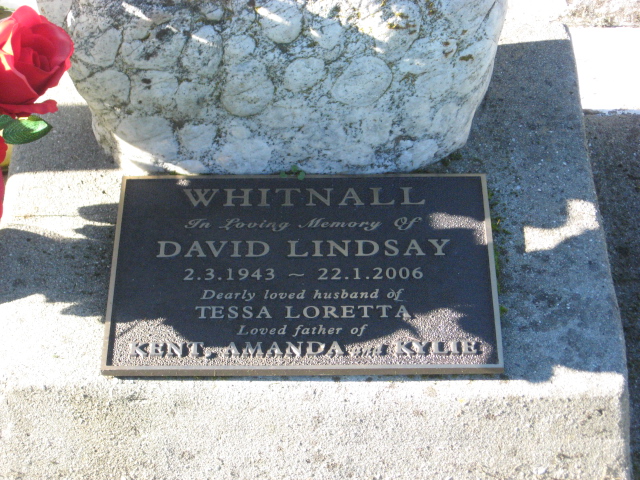 WHITNALL
In Loving Memory Of
DAVID LINDSAY
2.3.1943 ~ 22.1.2006
Dearly loved husband of
TESSA LORETTA
Loved father of
KENT, AMANDA KYLIE